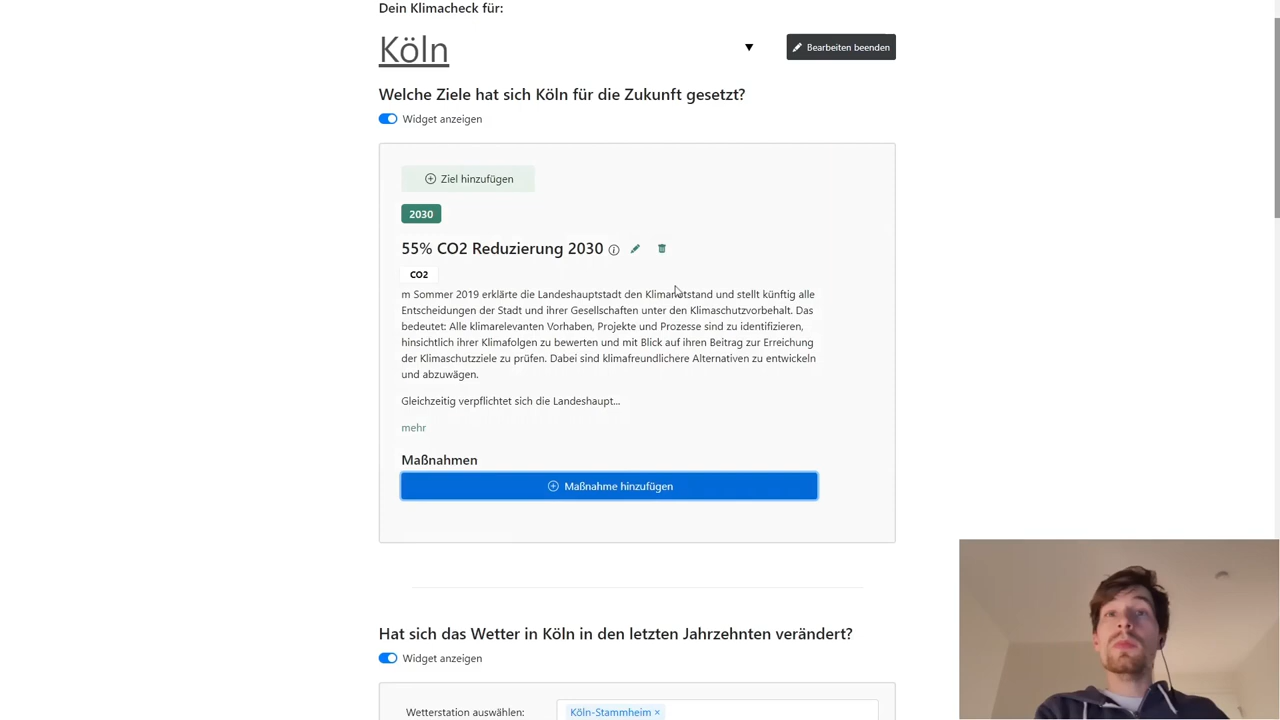 Dein Klimacheck für:
Köln
Bearbeiten beenden
Welche Ziele hat sich Köln für die Zukunft gesetzt?
Widget anzeigen
Ziel hinzufügen
2030
55% CO2 Reduzierung 2030
CO2
m Sommer 2019 erklärte die Landeshauptstadt den Klimanotstand und stellt künftig alle
Entscheidungen der Stadt und ihrer Gesellschaften unter den Klimaschutzvorbehalt. Das
bedeutet: Alle klimarelevanten Vorhaben, Projekte und Prozesse sind zu identifizieren,
hinsichtlich ihrer Klimafolgen zu bewerten und mit Blick auf ihren Beitrag zur Erreichung
der Klimaschutzziele zu prüfen. Dabei sind klimafreundlichere Alternativen zu entwickeln
und abzuwägen.
Gleichzeitig verpflichtet sich die Landeshaupt...
mehr
Maßnahmen
Maßnahme hinzufügen
Hat sich das Wetter in Köln in den letzten Jahrzehnten verändert?
Widget anzeigen
Wetterstation auswählen: Köln-Stammheim ×